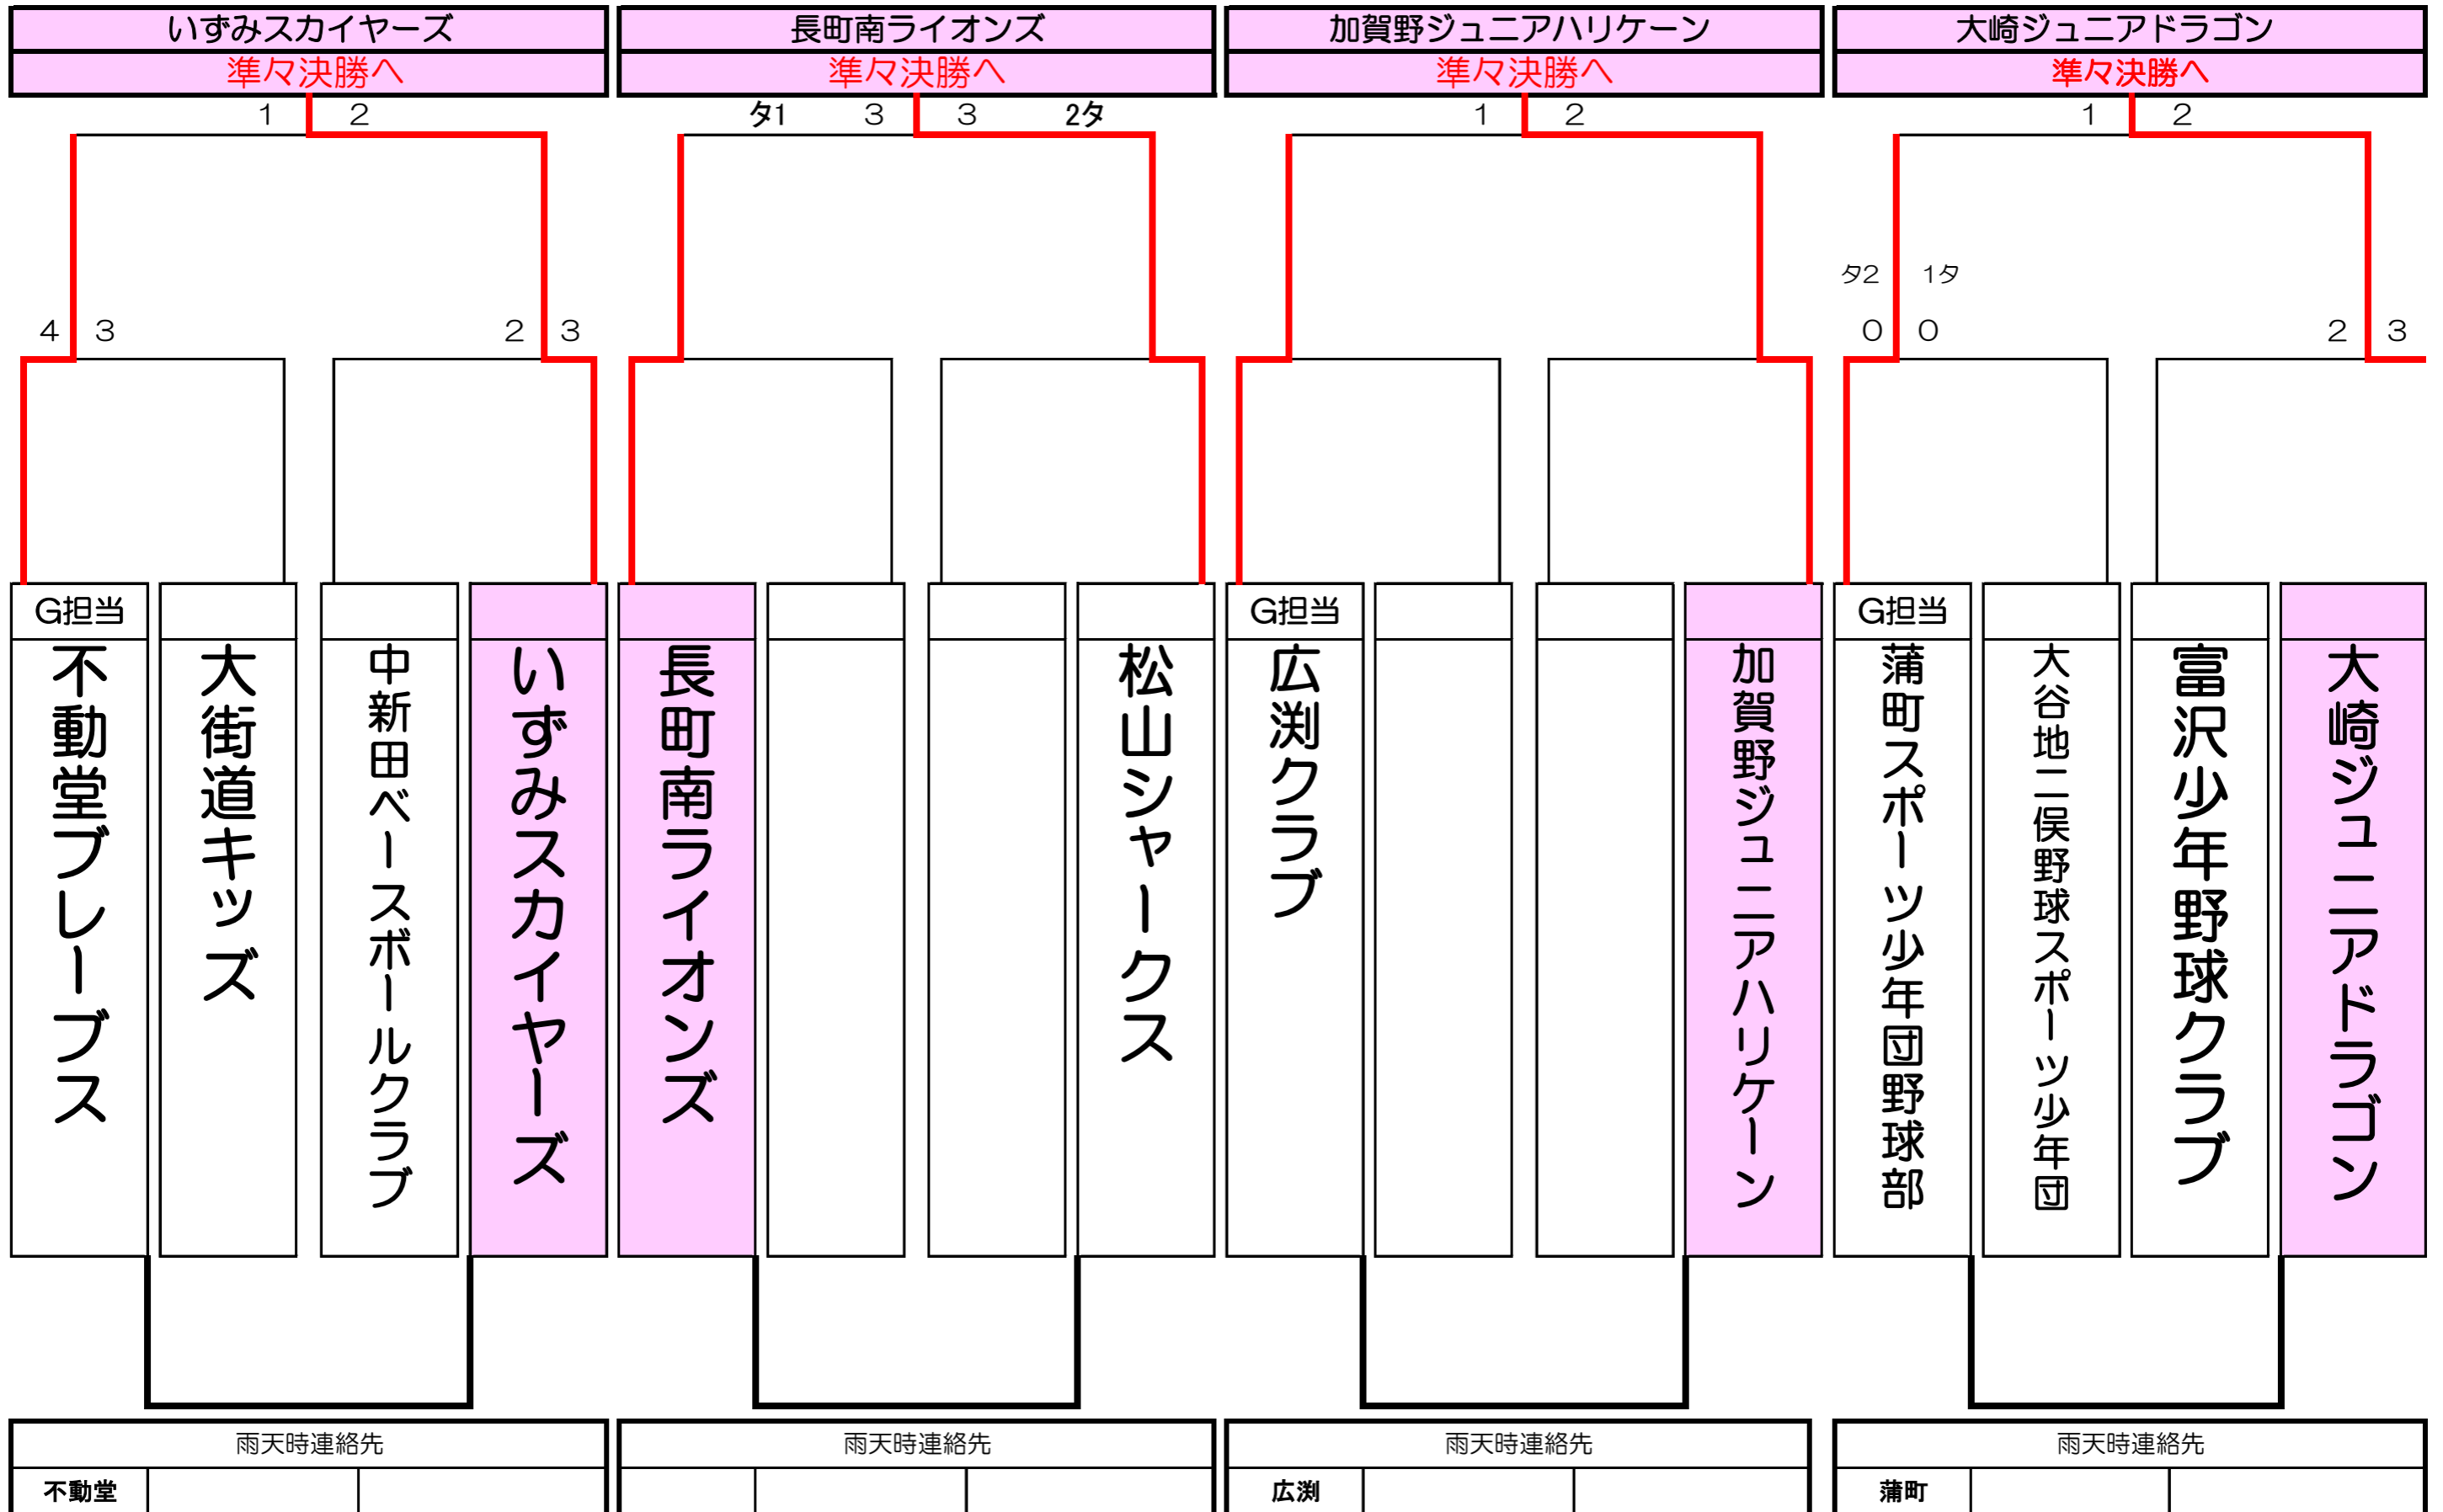 いずみスカイヤーズ
準々決勝へ
長町南ライオンズ
準々決勝へ
加賀野ジュニアハリケーン
準々決勝へ
大崎ジュニアドラゴン
準々決勝へ
1 2
タ1 3 3 2タ
1 2
1 2
タ2 1タ
4 3
2 3
0 0
2 3
G担当
不動堂ブレーブス
大街道キッズ
中新田ベースボールクラブ
いずみスカイヤーズ
長町南ライオンズ
松山シャークス
G担当
広渕クラブ
加賀野ジュニアハリケーン
G担当
蒲町スポーツ少年団野球部
大谷地二俣野球スポーツ少年団
富沢少年野球クラブ
大崎ジュニアドラゴン
雨天時連絡先
不動堂
雨天時連絡先
雨天時連絡先
広渕
雨天時連絡先
蒲町